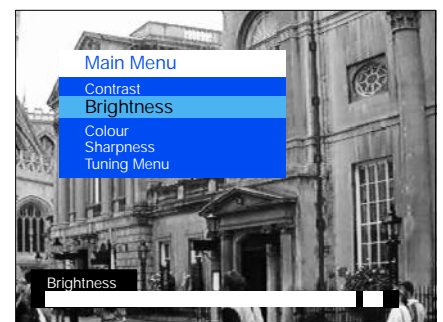 Main Menu
Contrast
Brightness
Colour
Sharpness
Tuning Menu
Brightness